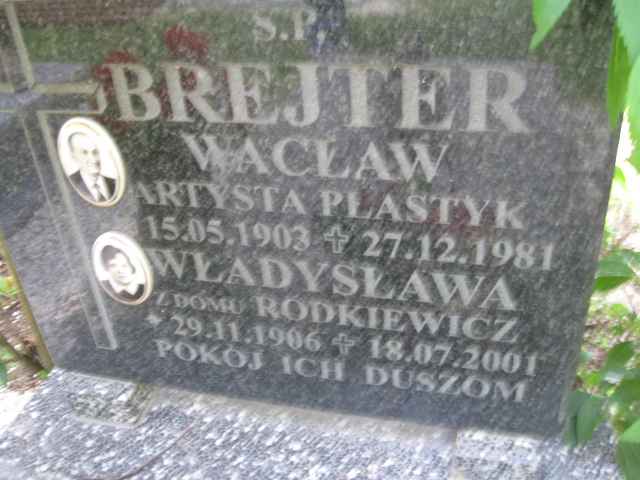 Ś.P.
BREJTER
WACŁAW
ARTYSTA PLASTYK
15.05.1903 ✝ 27.12.1981
WŁADYSŁAWA
Z DOMU RODKIEWICZ
* 29.11.1906 ✝ 18.07.2001
POKÓJ ICH DUSZOM